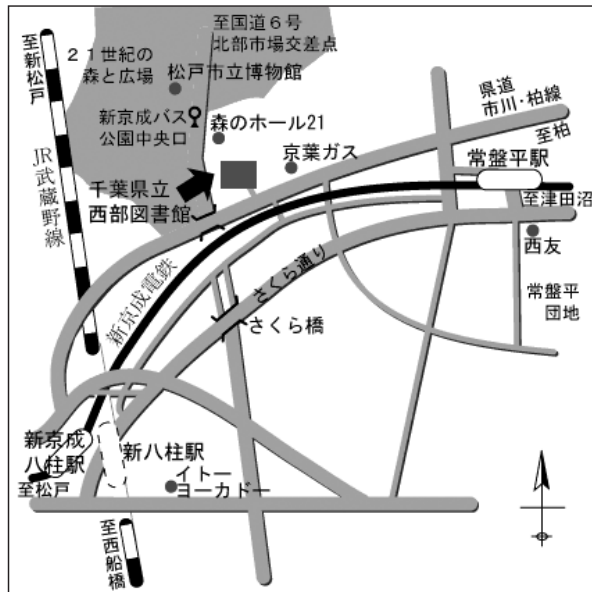 至新松戸
至国道６号
北部市場交差点
２１世紀の
森と広場
松戸市立博物館
新京成バス
公園中央口
森のホール21
京葉ガス
県道
市川・柏線
至柏
常盤平駅
至津田沼
千葉県立
西部図書館
JR武蔵野線
西友
新京成電鉄
さくら通り
さくら橋
常盤平
団地
新京成
八柱駅
至松戸
新八柱駅
イトー
ヨーカドー
至西船橋